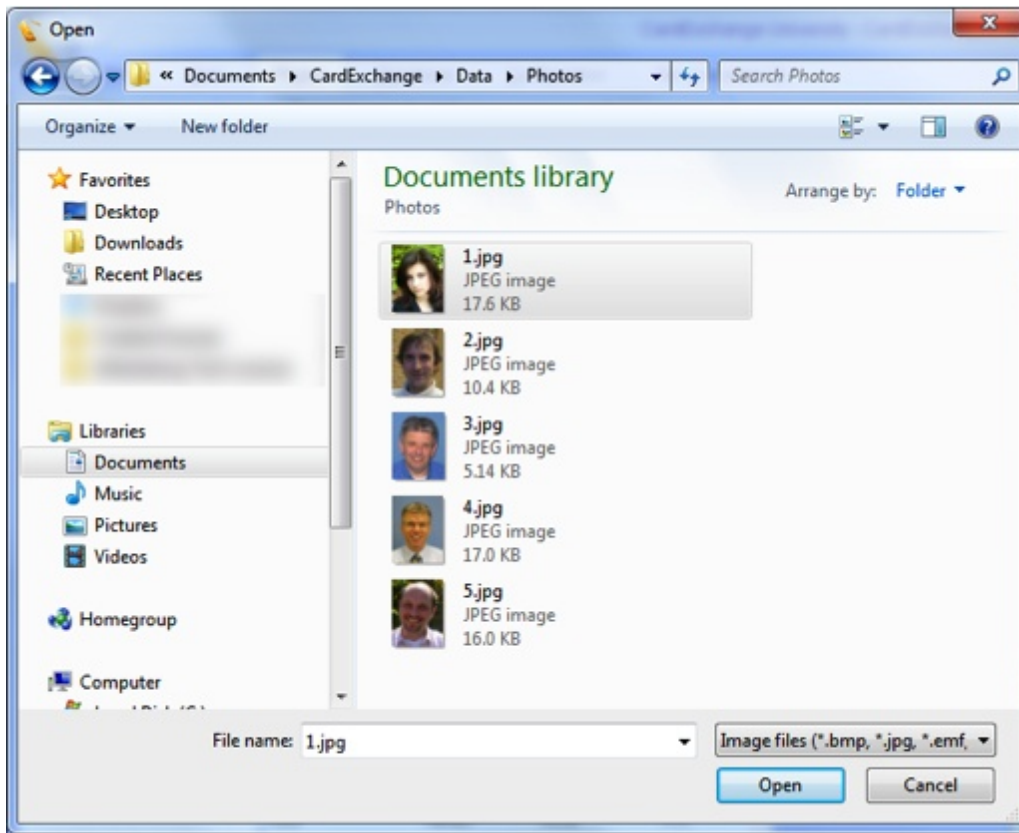 Open
« Documents ▸ CardExchange ▸ Data ▸ Photos
Search Photos
Organize
New folder
Favorites
Desktop
Downloads
Recent Places
Libraries
Documents
Music
Pictures
Videos
Homegroup
Computer
Documents library
Photos
Arrange by: Folder
1.jpg
JPEG image
17.6 KB
2.jpg
JPEG image
10.4 KB
3.jpg
JPEG image
5.14 KB
4.jpg
JPEG image
17.0 KB
5.jpg
JPEG image
16.0 KB
File name: 1.jpg
Image files (*.bmp, *.jpg, *.emf,
Open
Cancel